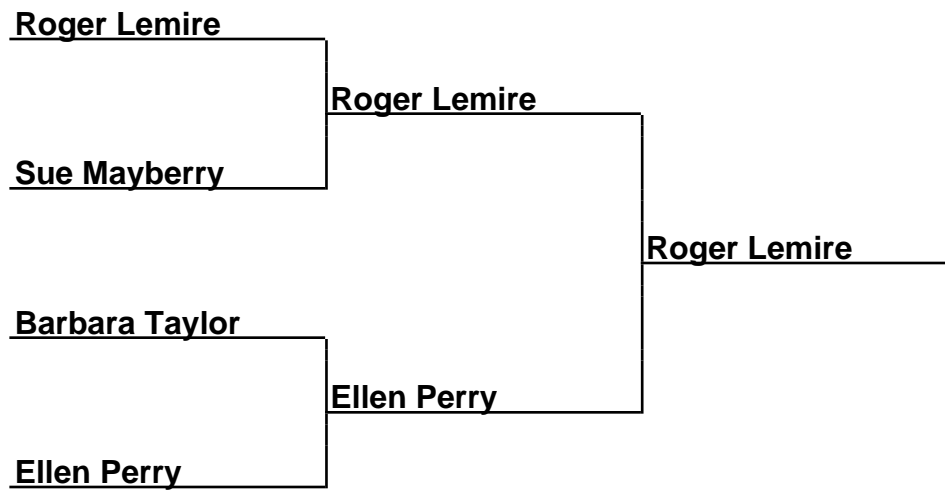 Roger Lemire
Roger Lemire
Sue Mayberry
Roger Lemire
Barbara Taylor
Ellen Perry
Ellen Perry